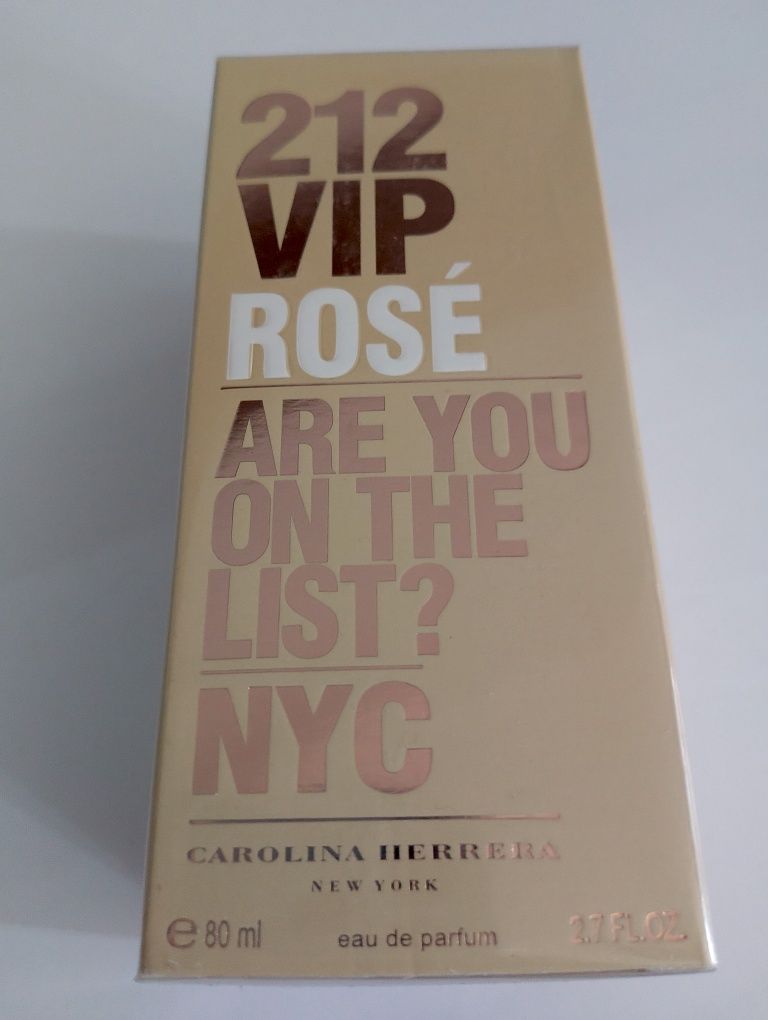 212
VIP
ROSÉ
ARE YOU
ON THE
LIST?
NYC
CAROLINA HERRERA
NEW YORK
℮ 80 ml eau de parfum 2.7 FL.OZ.